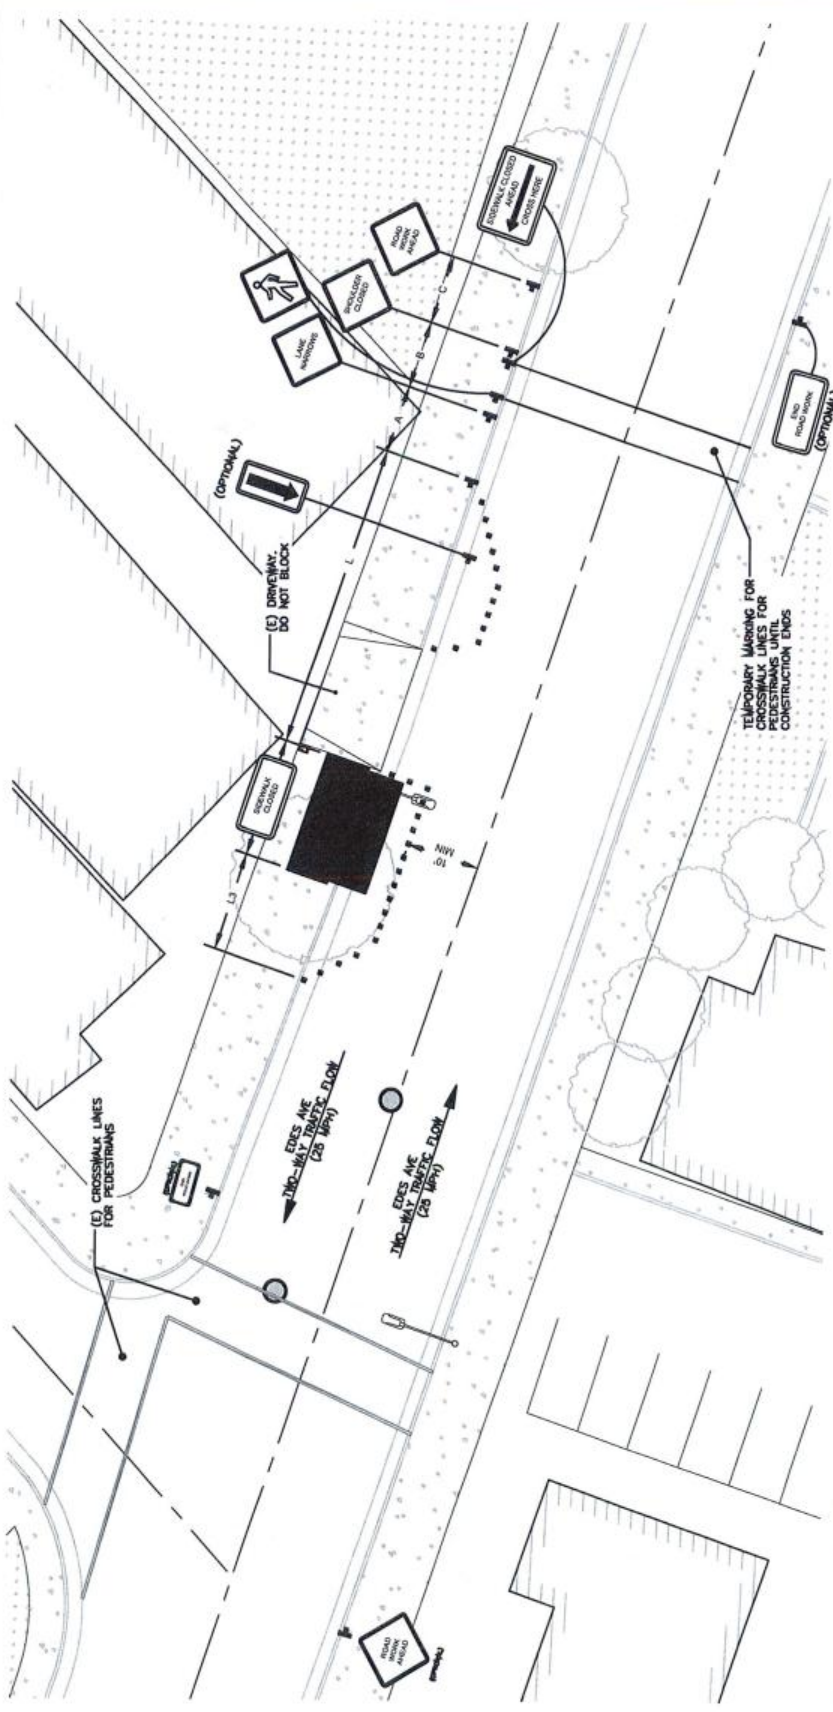 ROAD
WORK
AHEAD
SIDEWALK CLOSED
AHEAD
CROSS HERE
SHOULDER
CLOSED
LANE
NARROWS
C
B
A
L
(OPTIONAL)
(E) DRIVEWAY.
DO NOT BLOCK
END
ROAD WORK
(OPTIONAL)
TEMPORARY MARKING FOR
CROSSWALK LINES FOR
PEDESTRIANS UNTIL
CONSTRUCTION ENDS
SIDEWALK
CLOSED
L3
10'
MIN
EDES AVE
TWO-WAY TRAFFIC FLOW
(25 MPH)
EDES AVE
TWO-WAY TRAFFIC FLOW
(25 MPH)
(E) CROSSWALK LINES
FOR PEDESTRIANS
ROAD
WORK
AHEAD
(OPTIONAL)